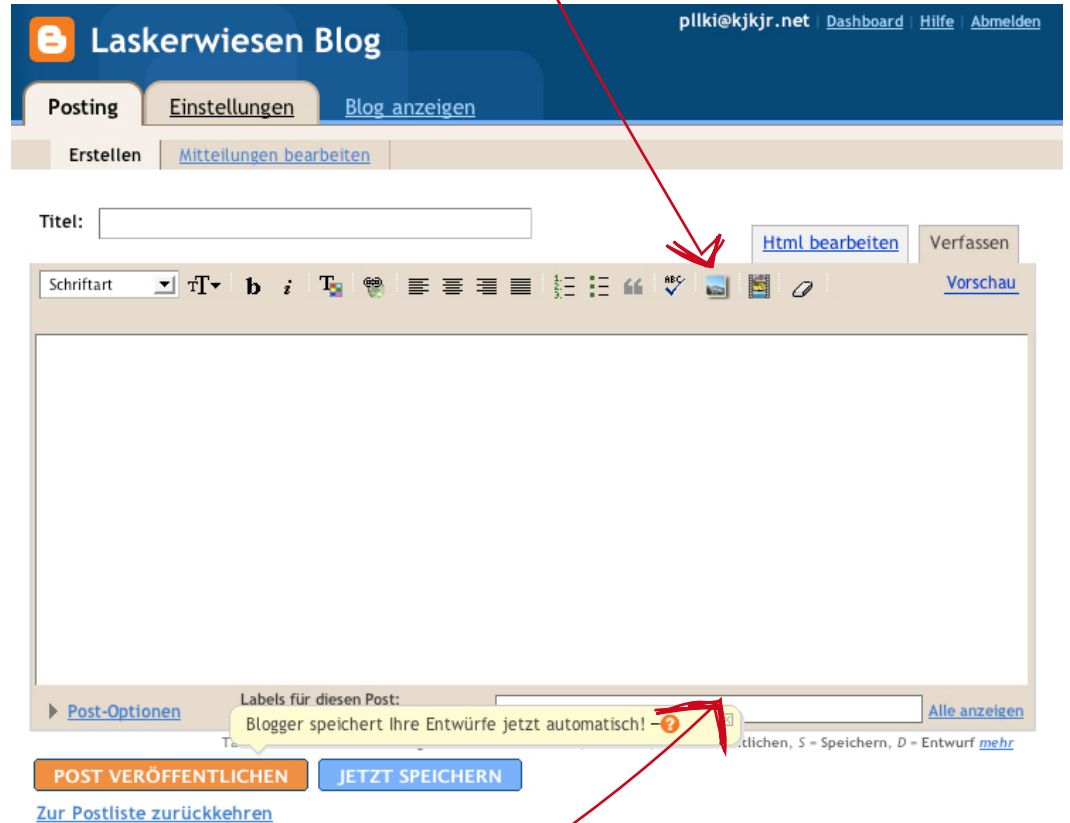 Laskerwiesen Blog
pllki@kjkjr.net | Dashboard | Hilfe | Abmelden
Posting Einstellungen Blog anzeigen
Erstellen Mitteilungen bearbeiten
Titel:
Html bearbeiten Verfassen
Schriftart b i ABC Vorschau
Labels für diesen Post:
Post-Optionen Alle anzeigen
Blogger speichert Ihre Entwürfe jetzt automatisch! -?
S = Speichern, D = Entwurf mehr
POST VERÖFFENTLICHEN JETZT SPEICHERN
Zur Postliste zurückkehren